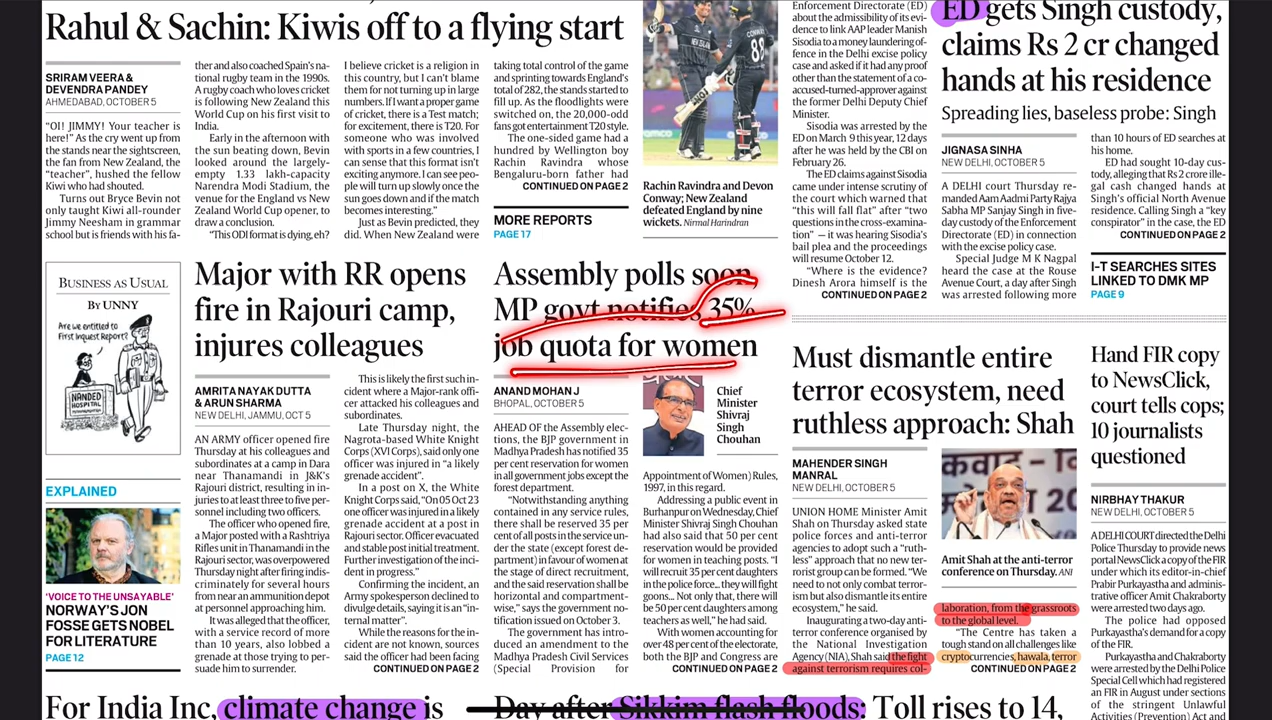 Rahul & Sachin: Kiwis off to a flying start
SRIRAM VEERA &
DEVENDRA PANDEY
AHMEDABAD, OCTOBER 5
"OI! JIMMY! Your teacher is
here!" As the cry went up from
the stands near the sightscreen,
the fan from New Zealand, the
"teacher", hushed the fellow
Kiwi who had shouted.
Turns out Bryce Bevin not
only taught Kiwi all-rounder
Jimmy Neesham in grammar
school but is friends with his fa-
ther and also coached Spain's na-
tional rugby team in the 1990s.
A rugby coach who loves cricket
is following New Zealand this
World Cup on his first visit to
India.
Early in the afternoon with
the sun beating down, Bevin
looked around the largely-
empty 1.33 lakh-capacity
Narendra Modi Stadium, the
venue for the England vs New
Zealand World Cup opener, to
draw a conclusion.
"This ODI format is dying, eh?
I believe cricket is a religion in
this country, but I can't blame
them for not turning up in large
numbers. If I want a proper game
of cricket, there is a Test match;
for excitement, there is T20. For
someone who was involved
with sports in a few countries, I
can sense that this format isn't
exciting anymore. I can see peo-
ple will turn up slowly once the
sun goes down and if the match
becomes interesting."
Just as Bevin predicted, they
did. When New Zealand were
taking total control of the game
and sprinting towards England's
total of 282, the stands started to
fill up. As the floodlights were
switched on, the 20,000-odd
fans got entertained T20 style.
The one-sided game had a
hundred by Wellington boy
Rachin Ravindra whose
Bengaluru-born father had
CONTINUED ON PAGE 2
MORE REPORTS
PAGE 17
CONWAY
88
Rachin Ravindra and Devon
Conway; New Zealand
defeated England by nine
wickets. Nirmal Harindran
Enforcement Directorate (ED)
about the admissibility of its evi-
dence to link AAP leader Manish
Sisodia to a money laundering of-
fence in the Delhi excise policy
case and asked if it had any proof
other than the statement of a co-
accused-turned-approver against
the former Delhi Deputy Chief
Minister.
Sisodia was arrested by the
ED on March 9 this year, 12 days
after he was held by the CBI on
February 26.
The ED claims against Sisodia
came under intense scrutiny of
the court which warned that
"this will fall flat" after "two
questions in the cross-examina-
tion" — it was hearing Sisodia's
bail plea and the proceedings
will resume October 12.
"Where is the evidence?
Dinesh Arora himself is the
CONTINUED ON PAGE 2
ED gets Singh custody,
claims Rs 2 cr changed
hands at his residence
Spreading lies, baseless probe: Singh
JIGNASA SINHA
NEW DELHI, OCTOBER 5
A DELHI court Thursday re-
manded Aam Aadmi Party Rajya
Sabha MP Sanjay Singh in five-
day custody of the Enforcement
Directorate (ED) in connection
with the excise policy case.
Special Judge M K Nagpal
heard the case at the Rouse
Avenue Court, a day after Singh
was arrested following more
than 10 hours of ED searches at
his home.
ED had sought 10-day cus-
tody, alleging that Rs 2 crore ille-
gal cash changed hands at
Singh's official North Avenue
residence. Calling Singh a "key
conspirator" in the case, the ED
CONTINUED ON PAGE 2
I-T SEARCHES SITES
LINKED TO DMK MP
PAGE 9
BUSINESS AS USUAL
BY UNNY
Are we entitled to
First Inquest Report?
NANDED
HOSPITAL
EXPLAINED
'VOICE TO THE UNSAYABLE'
NORWAY'S JON
FOSSE GETS NOBEL
FOR LITERATURE
PAGE 12
Major with RR opens
fire in Rajouri camp,
injures colleagues
AMRITA NAYAK DUTTA
& ARUN SHARMA
NEW DELHI, JAMMU, OCT 5
AN ARMY officer opened fire
Thursday at his colleagues and
subordinates at a camp in Dara
near Thanamandi in J&K's
Rajouri district, resulting in in-
juries to at least three to five per-
sonnel including two officers.
The officer who opened fire,
a Major posted with a Rashtriya
Rifles unit in Thanamandi in the
Rajouri sector, was overpowered
Thursday night after firing indis-
criminately for several hours
from near an ammunition depot
at personnel approaching him.
It was alleged that the officer,
with a service record of more
than 10 years, also lobbed a
grenade at those trying to per-
suade him to surrender.
This is likely the first such in-
cident where a Major-rank offi-
cer attacked his colleagues and
subordinates.
Late Thursday night, the
Nagrota-based White Knight
Corps (XVI Corps), said only one
officer was injured in "a likely
grenade accident".
In a post on X, the White
Knight Corps said, "On 05 Oct 23
one officer was injured in a likely
grenade accident at a post in
Rajouri sector. Officer evacuated
and stable post initial treatment.
Further investigation of the inci-
dent in progress."
Confirming the incident, an
Army spokesperson declined to
divulge details, saying it is an "in-
ternal matter".
While the reasons for the in-
cident are not known, sources
said the officer had been facing
CONTINUED ON PAGE 2
Assembly polls soon,
MP govt notifies 35%
job quota for women
ANAND MOHAN J
BHOPAL, OCTOBER 5
AHEAD OF the Assembly elec-
tions, the BJP government in
Madhya Pradesh has notified 35
per cent reservation for women
in all government jobs except the
forest department.
"Notwithstanding anything
contained in any service rules,
there shall be reserved 35 per
cent of all posts in the service un-
der the state (except forest de-
partment) in favour of women at
the stage of direct recruitment,
and the said reservation shall be
horizontal and compartment-
wise," says the government no-
tification issued on October 3.
The government has intro-
duced an amendment to the
Madhya Pradesh Civil Services
(Special Provision for
Chief
Minister
Shivraj
Singh
Chouhan
Appointment of Women) Rules,
1997, in this regard.
Addressing a public event in
Burhanpur on Wednesday, Chief
Minister Shivraj Singh Chouhan
had also said that 50 per cent
reservation would be provided
for women in teaching posts. "I
will recruit 35 per cent daughters
in the police force... they will fight
goons... Not only that, there will
be 50 per cent daughters among
teachers as well," he had said.
With women accounting for
over 48 per cent of the electorate,
both the BJP and Congress are
CONTINUED ON PAGE 2
Must dismantle entire
terror ecosystem, need
ruthless approach: Shah
MAHENDER SINGH
MANRAL
NEW DELHI, OCTOBER 5
UNION HOME Minister Amit
Shah on Thursday asked state
police forces and anti-terror
agencies to adopt such a "ruth-
less" approach that no new ter-
rorist group can be formed. "We
need to not only combat terror-
ism but also dismantle its entire
ecosystem," he said.
Inaugurating a two-day anti-
terror conference organised by
the National Investigation
Agency (NIA), Shah said the fight
against terrorism requires col-
Amit Shah at the anti-terror
conference on Thursday. ANI
laboration, from the grassroots
to the global level.
"The Centre has taken a
tough stand on all challenges like
cryptocurrencies, hawala, terror
CONTINUED ON PAGE 2
Hand FIR copy
to NewsClick,
court tells cops;
10 journalists
questioned
NIRBHAY THAKUR
NEW DELHI, OCTOBER 5
A DELHI COURT directed the Delhi
Police Thursday to provide news
portal NewsClick a copy of the FIR
under which its editor-in-chief
Prabir Purkayastha and adminis-
trative officer Amit Chakraborty
were arrested two days ago.
The police had opposed
Purkayastha's demand for a copy
of the FIR.
Purkayastha and Chakraborty
were arrested by the Delhi Police
Special Cell which had registered
an FIR in August under sections
of the stringent Unlawful
Activities (Prevention) Act and
For India Inc, climate change is
Day after Sikkim flash floods: Toll rises to 14,